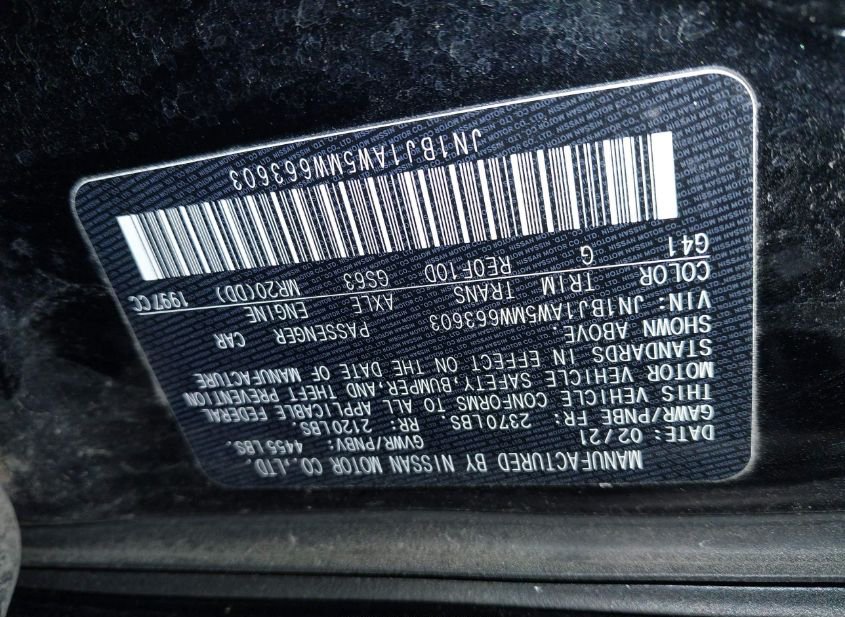 MANUFACTURED BY NISSAN MOTOR CO.,LTD.
DATE: 02/21 GVWR/PNBV: 4455 LBS.
GAWR/PNBE FR: 2370LBS. RR: 2120LBS.
THIS VEHICLE CONFORMS TO ALL APPLICABLE FEDERAL
MOTOR VEHICLE SAFETY,BUMPER,AND THEFT PREVENTION
STANDARDS IN EFFECT ON THE DATE OF MANUFACTURE
SHOWN ABOVE.
VIN: JN1BJ1AW5MW663603 PASSENGER CAR
COLOR TRIM TRANS AXLE ENGINE
G41 G RE0F10D GS63 MR20(DD) 1997CC
JN1BJ1AW5MW663603